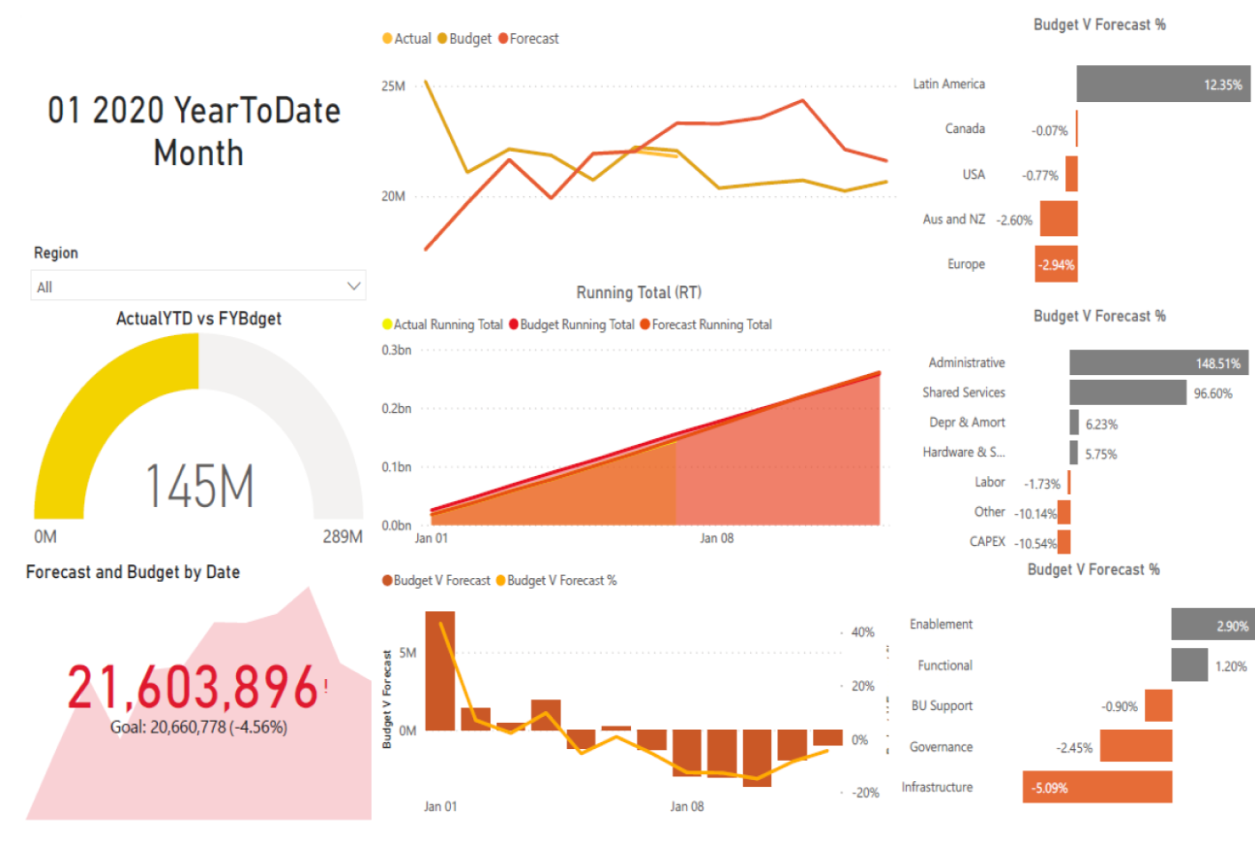 01 2020 YearToDate
Month
Region
All
ActualYTD vs FYBdget
145M
0M 289M
Forecast and Budget by Date
21,603,896!
Goal: 20,660,778 (-4.56%)
Actual Budget Forecast
25M
20M
Running Total (RT)
Actual Running Total Budget Running Total Forecast Running Total
0.3bn
0.2bn
0.1bn
0.0bn
Jan 01 Jan 08
Budget V Forecast Budget V Forecast %
Budget V Forecast
5M
0M
40%
20%
0%
-20%
Jan 01 Jan 08
Budget V Forecast %
Latin America 12.35%
Canada -0.07%
USA -0.77%
Aus and NZ -2.60%
Europe -2.94%
Budget V Forecast %
Administrative 148.51%
Shared Services 96.60%
Depr & Amort 6.23%
Hardware & S... 5.75%
Labor -1.73%
Other -10.14%
CAPEX -10.54%
Budget V Forecast %
Enablement 2.90%
Functional 1.20%
BU Support -0.90%
Governance -2.45%
Infrastructure -5.09%